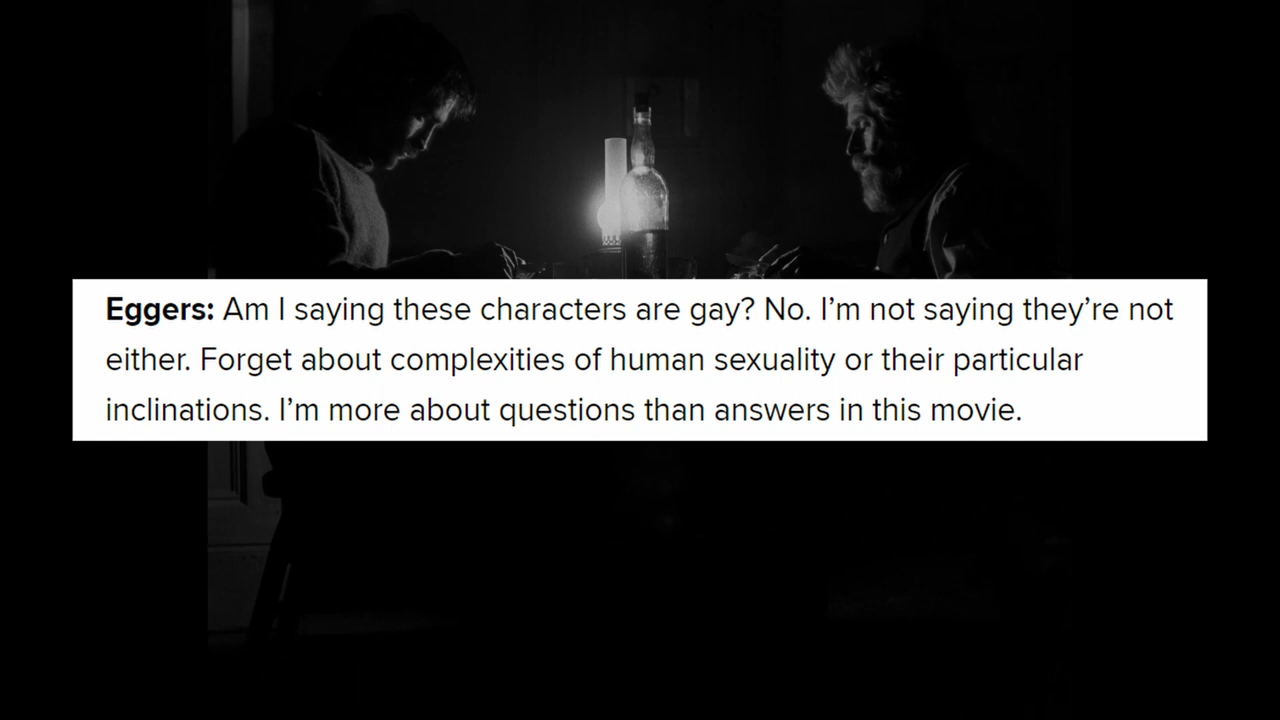 Eggers: Am I saying these characters are gay? No. I’m not saying they’re not
either. Forget about complexities of human sexuality or their particular
inclinations. I’m more about questions than answers in this movie.